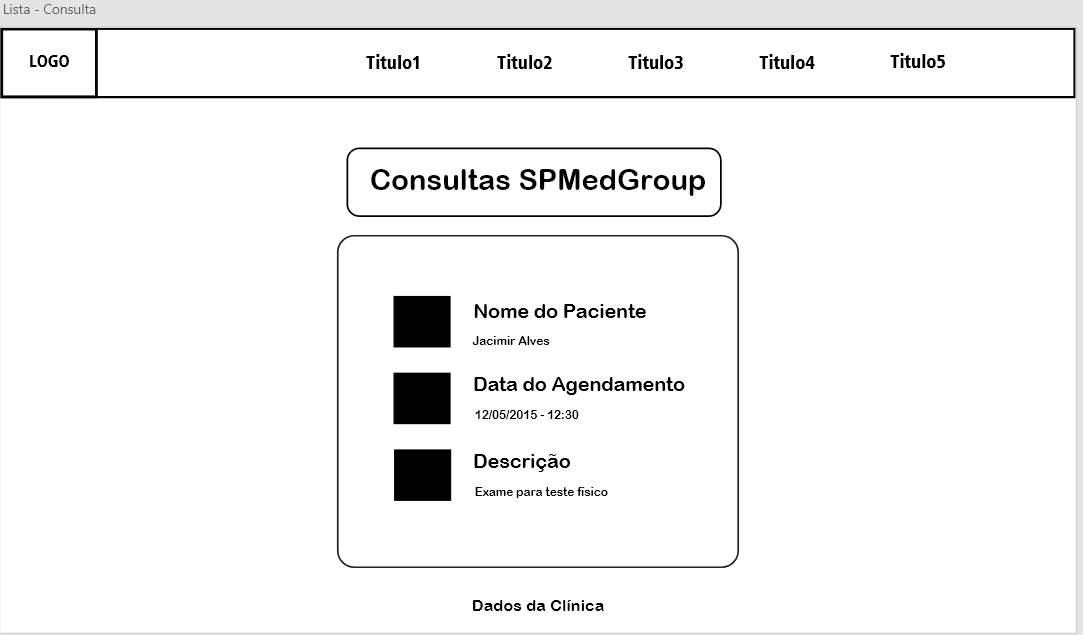 Lista - Consulta
LOGO Titulo1 Titulo2 Titulo3 Titulo4 Titulo5
Consultas SPMedGroup
Nome do Paciente
Jacimir Alves
Data do Agendamento
12/05/2015 - 12:30
Descrição
Exame para teste físico
Dados da Clínica